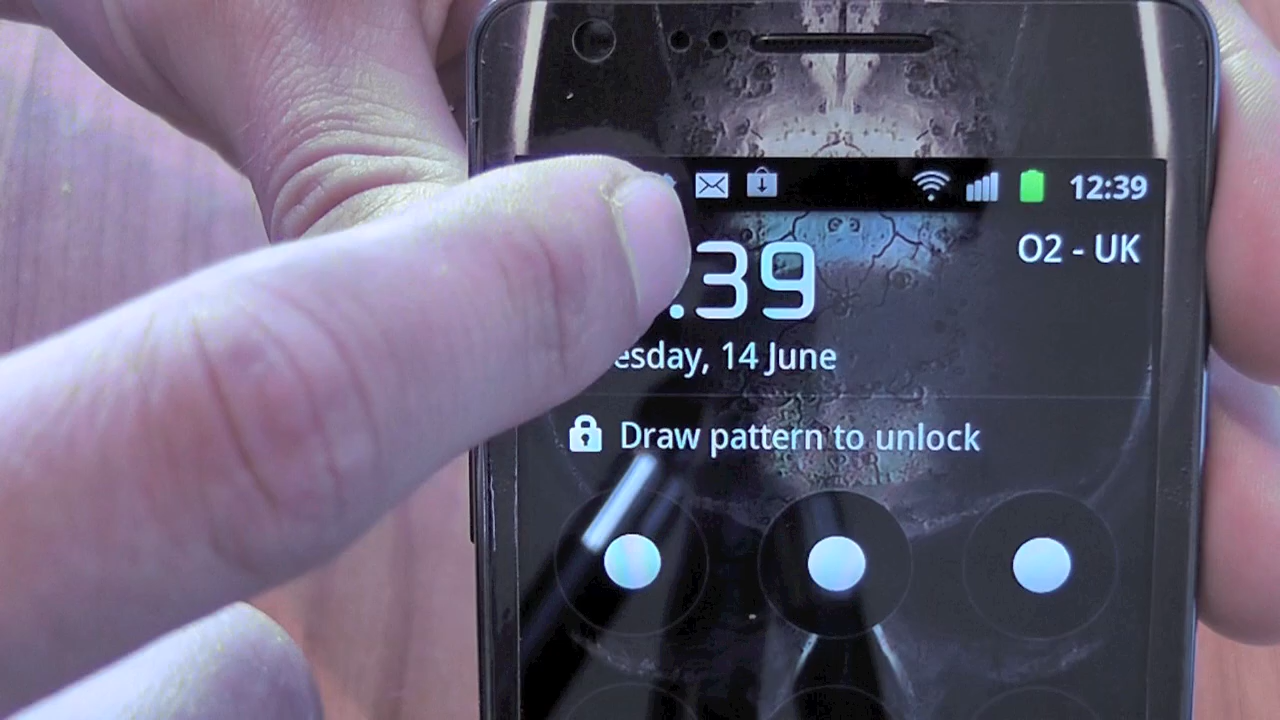 12:39
O2 - UK
:39
esday, 14 June
Draw pattern to unlock